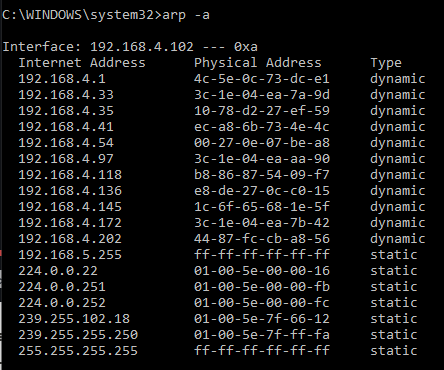 C:\WINDOWS\system32>arp -a
Interface: 192.168.4.102 --- 0xa
Internet Address Physical Address Type
192.168.4.1 4c-5e-0c-73-dc-e1 dynamic
192.168.4.33 3c-1e-04-ea-7a-9d dynamic
192.168.4.35 10-78-d2-27-ef-59 dynamic
192.168.4.41 ec-a8-6b-73-4e-4c dynamic
192.168.4.54 00-27-0e-07-be-a8 dynamic
192.168.4.97 3c-1e-04-ea-aa-90 dynamic
192.168.4.118 b8-86-87-54-09-f7 dynamic
192.168.4.136 e8-de-27-0c-c0-15 dynamic
192.168.4.145 1c-6f-65-68-1e-5f dynamic
192.168.4.172 3c-1e-04-ea-7b-42 dynamic
192.168.4.202 44-87-fc-cb-a8-56 dynamic
192.168.5.255 ff-ff-ff-ff-ff-ff static
224.0.0.22 01-00-5e-00-00-16 static
224.0.0.251 01-00-5e-00-00-fb static
224.0.0.252 01-00-5e-00-00-fc static
239.255.102.18 01-00-5e-7f-66-12 static
239.255.255.250 01-00-5e-7f-ff-fa static
255.255.255.255 ff-ff-ff-ff-ff-ff static